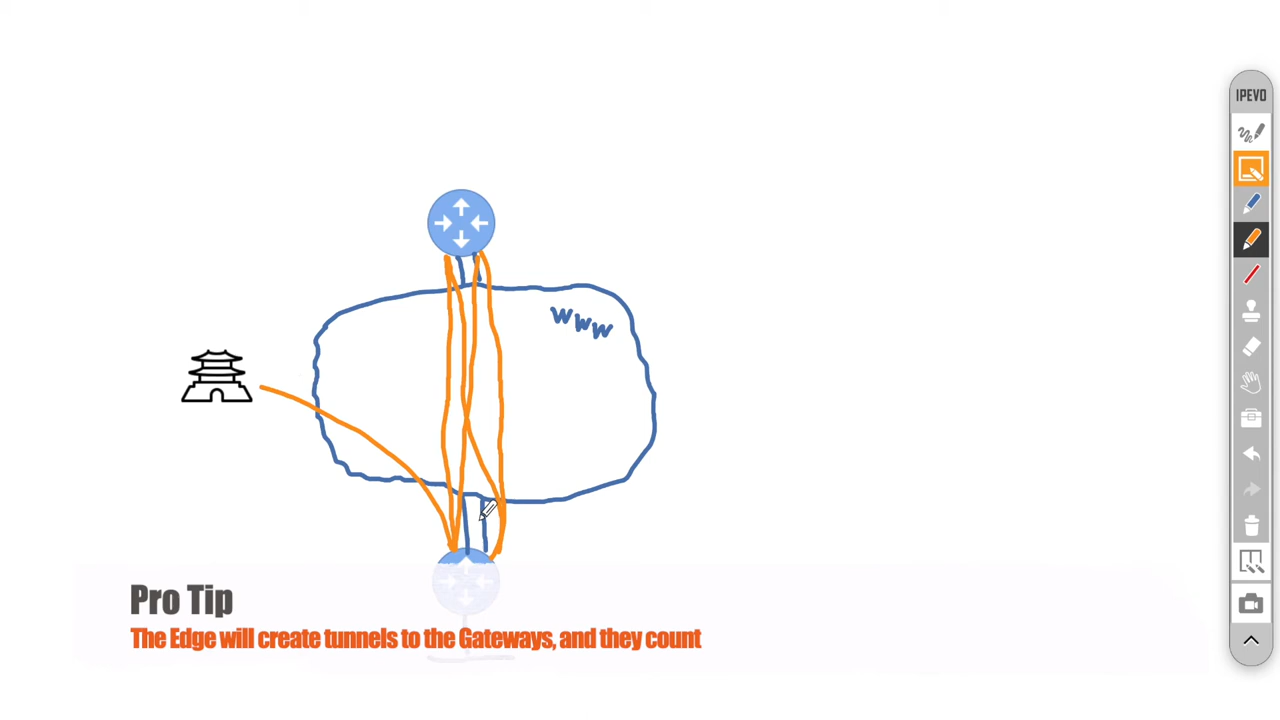 IPEVO
WWW
Pro Tip
The Edge will create tunnels to the Gateways, and they count